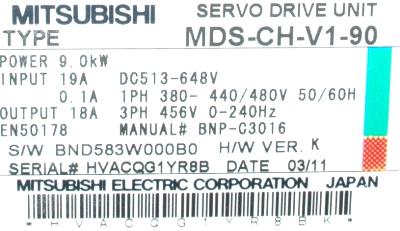 MITSUBISHI SERVO DRIVE UNIT
TYPE MDS-CH-V1-90
POWER 9.0kW
INPUT 19A DC513-648V
0.1A 1PH 380- 440/480V 50/60H
OUTPUT 18A 3PH 456V 0-240Hz
EN50178 MANUAL# BNP-C3016
S/W BND583W000B0 H/W VER. K
SERIAL# HVACQG1YR8B DATE 03/11
MITSUBISHI ELECTRIC CORPORATION JAPAN
* H V A C Q G 1 Y R 8 B K *